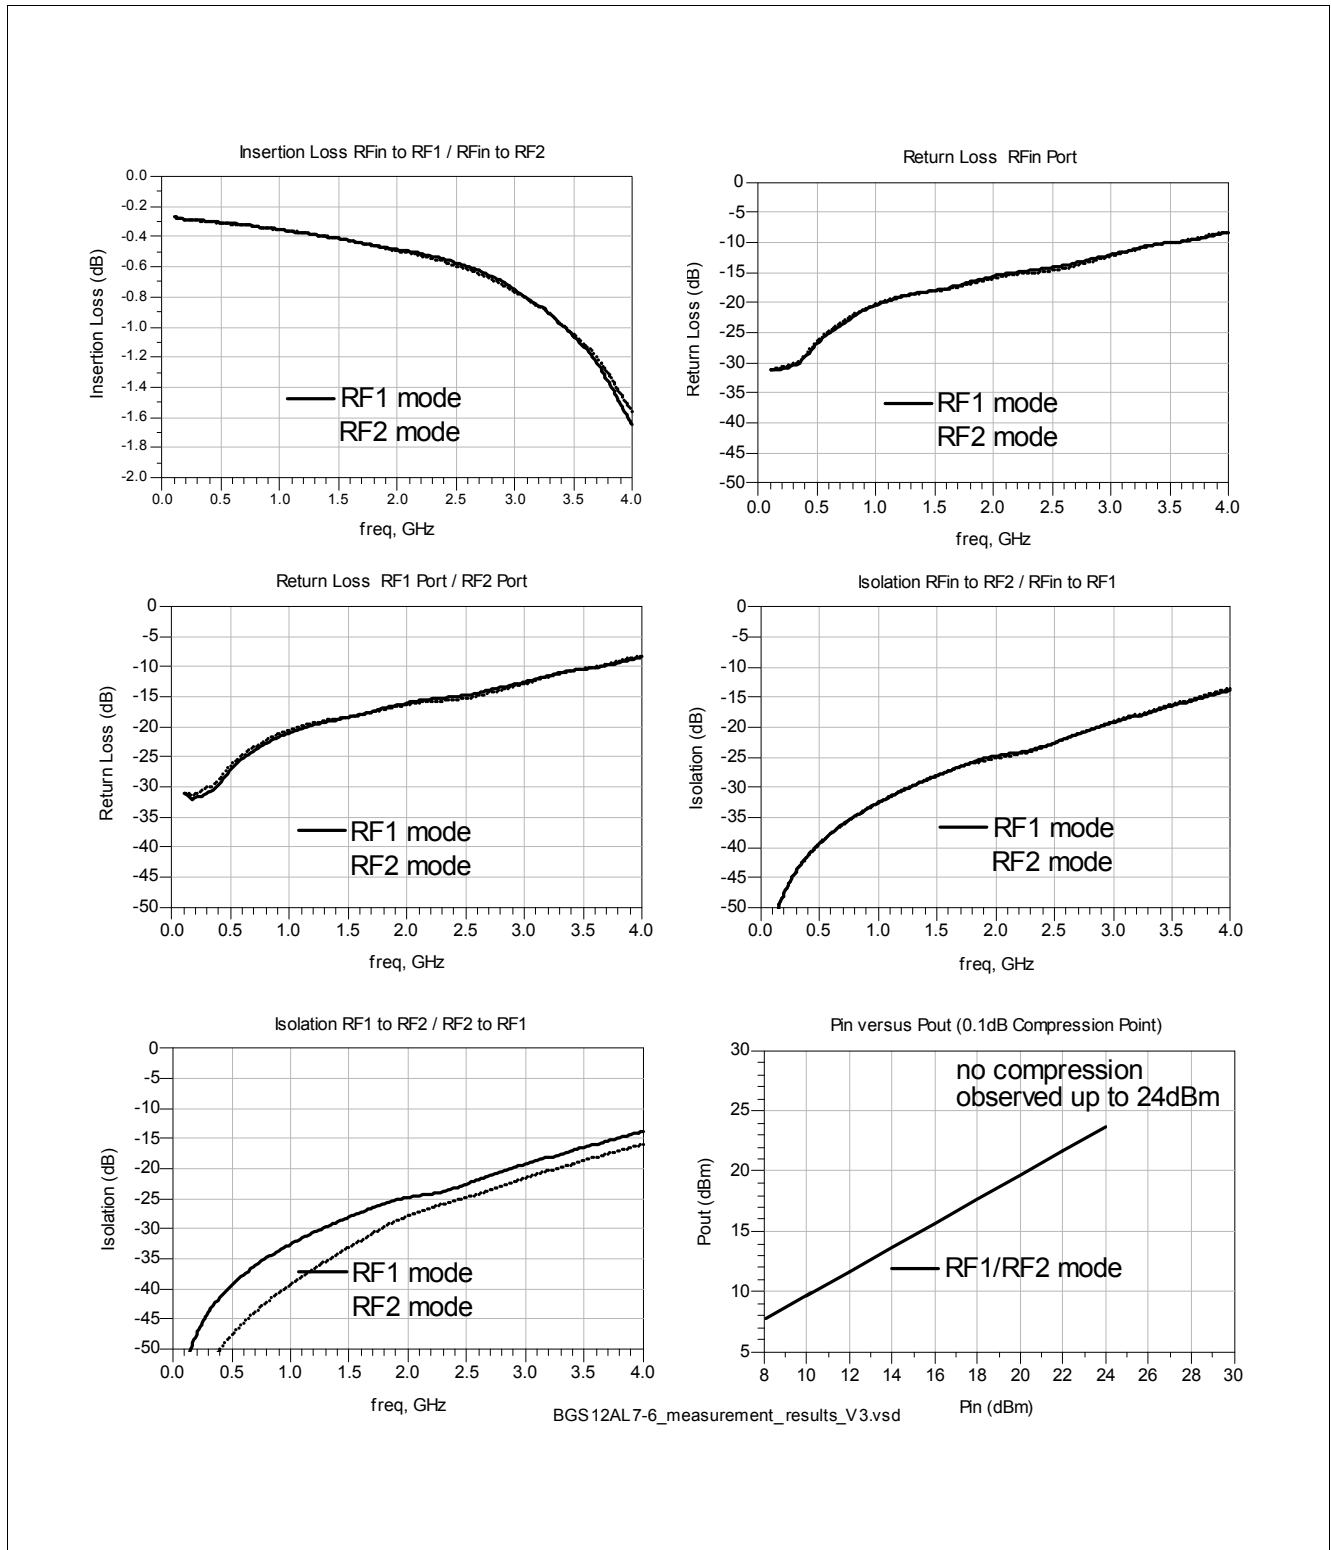 Insertion Loss RFin to RF1 / RFin to RF2
0.0
-0.2
-0.4
-0.6
-0.8
-1.0
-1.2
-1.4
-1.6
-1.8
-2.0
Insertion Loss (dB)
RF1 mode
RF2 mode
0.0 0.5 1.0 1.5 2.0 2.5 3.0 3.5 4.0
freq, GHz
Return Loss RFin Port
0
-5
-10
-15
-20
-25
-30
-35
-40
-45
-50
Return Loss (dB)
RF1 mode
RF2 mode
0.0 0.5 1.0 1.5 2.0 2.5 3.0 3.5 4.0
freq, GHz
Return Loss RF1 Port / RF2 Port
0
-5
-10
-15
-20
-25
-30
-35
-40
-45
-50
Return Loss (dB)
RF1 mode
RF2 mode
0.0 0.5 1.0 1.5 2.0 2.5 3.0 3.5 4.0
freq, GHz
Isolation RFin to RF2 / RFin to RF1
0
-5
-10
-15
-20
-25
-30
-35
-40
-45
-50
Isolation (dB)
RF1 mode
RF2 mode
0.0 0.5 1.0 1.5 2.0 2.5 3.0 3.5 4.0
freq, GHz
Isolation RF1 to RF2 / RF2 to RF1
0
-5
-10
-15
-20
-25
-30
-35
-40
-45
-50
Isolation (dB)
RF1 mode
RF2 mode
0.0 0.5 1.0 1.5 2.0 2.5 3.0 3.5 4.0
freq, GHz
Pin versus Pout (0.1dB Compression Point)
30
25
20
15
10
5
Pout (dBm)
no compression
observed up to 24dBm
RF1/RF2 mode
8 10 12 14 16 18 20 22 24 26 28 30
Pin (dBm)
BGS12AL7-6_measurement_results_V3.vsd